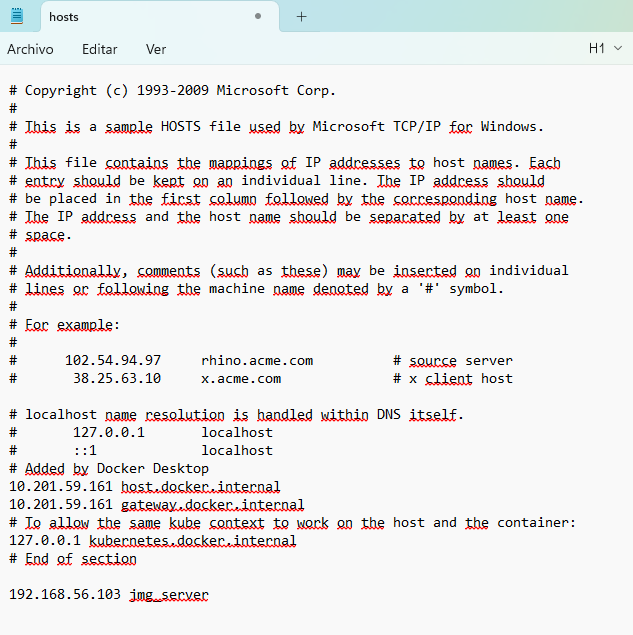 hosts
Archivo Editar Ver H1
# Copyright (c) 1993-2009 Microsoft Corp.
#
# This is a sample HOSTS file used by Microsoft TCP/IP for Windows.
#
# This file contains the mappings of IP addresses to host names. Each
# entry should be kept on an individual line. The IP address should
# be placed in the first column followed by the corresponding host name.
# The IP address and the host name should be separated by at least one
# space.
#
# Additionally, comments (such as these) may be inserted on individual
# lines or following the machine name denoted by a '#' symbol.
#
# For example:
#
#      102.54.94.97     rhino.acme.com          # source server
#       38.25.63.10     x.acme.com              # x client host

# localhost name resolution is handled within DNS itself.
#       127.0.0.1       localhost
#       ::1             localhost
# Added by Docker Desktop
10.201.59.161 host.docker.internal
10.201.59.161 gateway.docker.internal
# To allow the same kube context to work on the host and the container:
127.0.0.1 kubernetes.docker.internal
# End of section

192.168.56.103 jmg_server